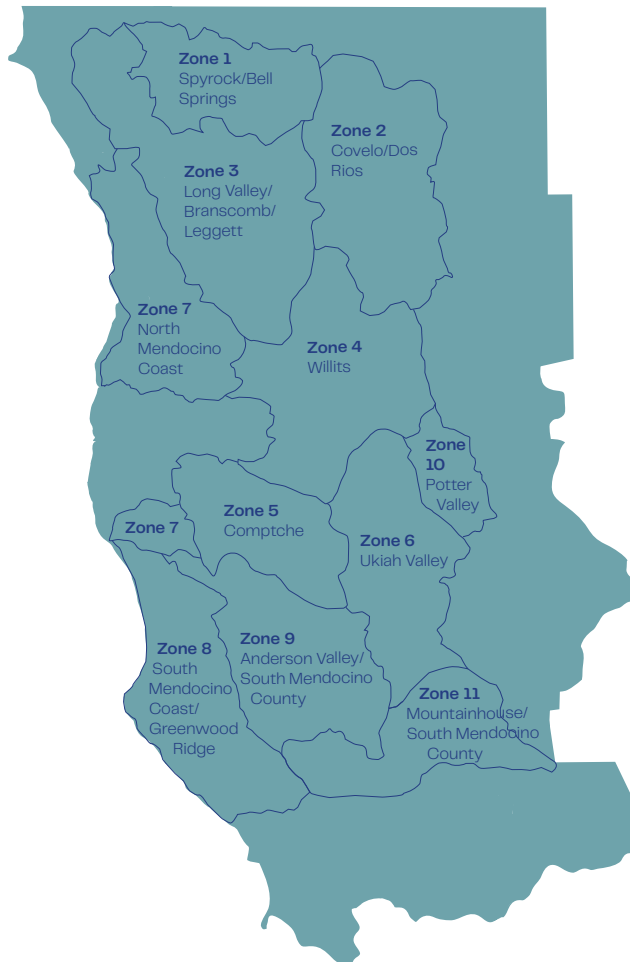 Zone 1
Spyrock/Bell
Springs
Zone 2
Covelo/Dos
Rios
Zone 3
Long Valley/
Branscomb/
Leggett
Zone 7
North
Mendocino
Coast
Zone 4
Willits
Zone
10
Potter
Valley
Zone 5
Comptche
Zone 7
Zone 6
Ukiah Valley
Zone 8
South
Mendocino
Coast/
Greenwood
Ridge
Zone 9
Anderson Valley/
South Mendocino
County
Zone 11
Mountainhouse/
South Mendocino
County